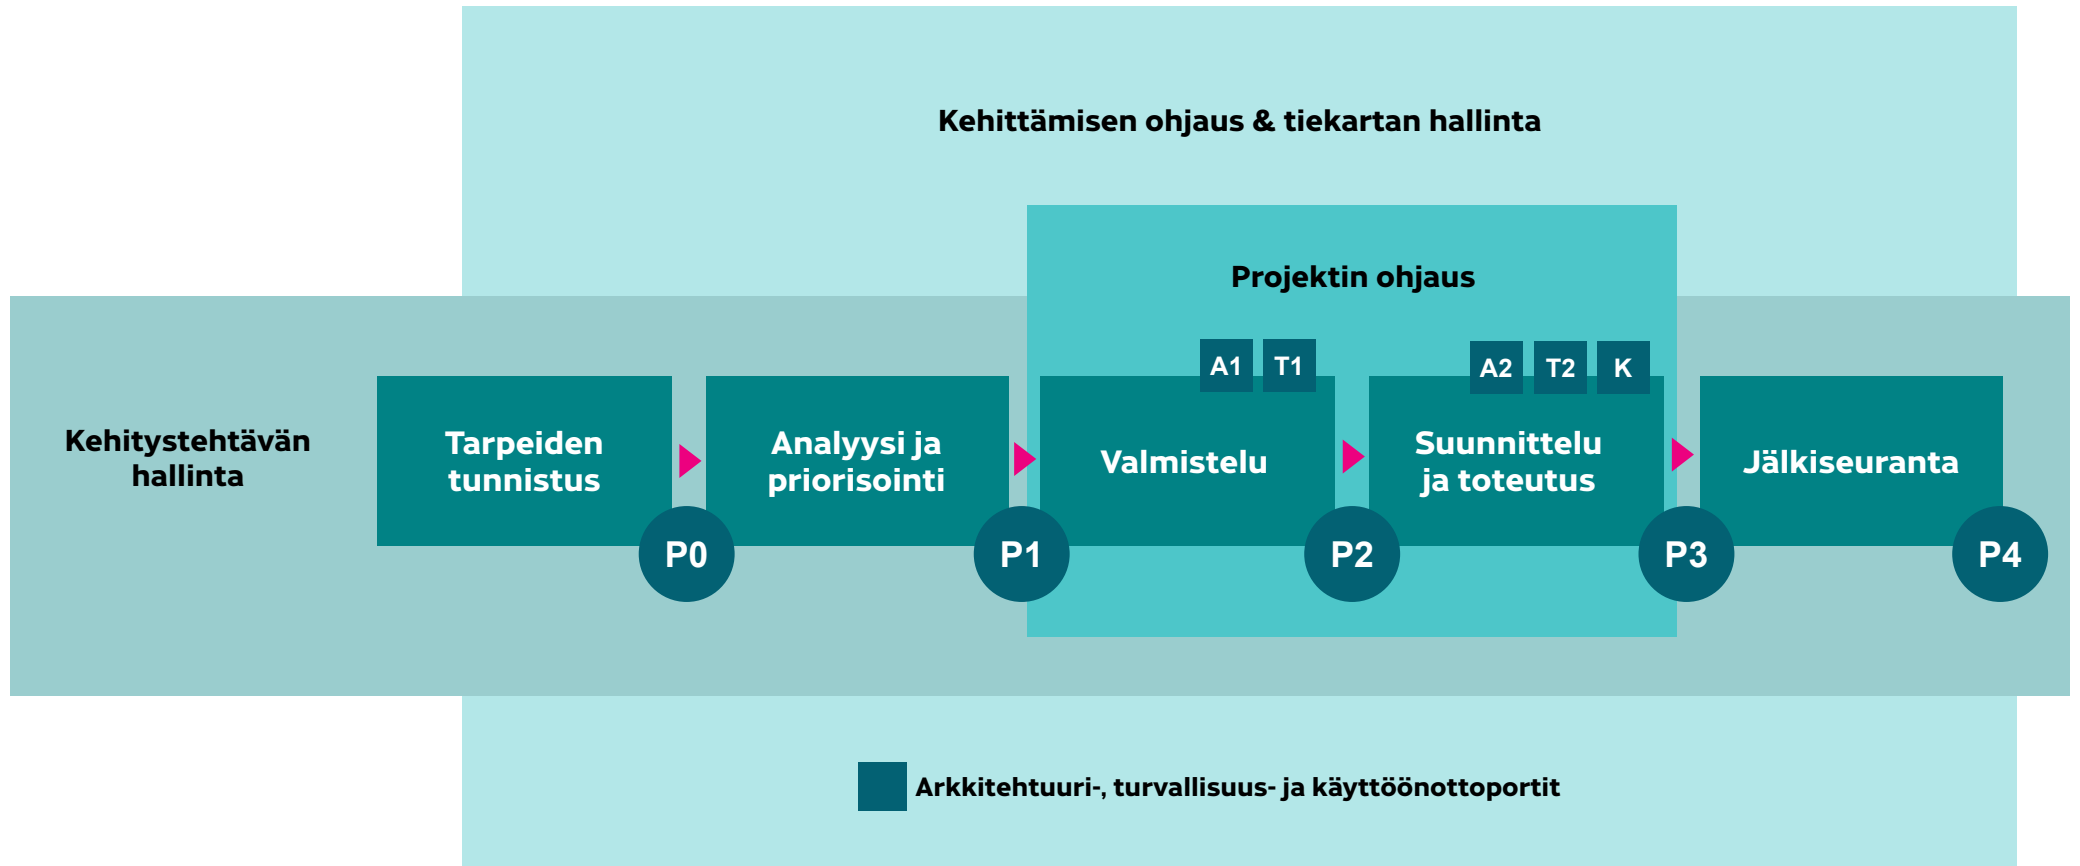 Kehittämisen ohjaus & tiekartan hallinta
Projektin ohjaus
A1
T1
A2
T2
K
Kehitystehtävän
hallinta
Tarpeiden
tunnistus
Analyysi ja
priorisointi
Valmistelu
Suunnittelu
ja toteutus
Jälkiseuranta
P0
P1
P2
P3
P4
Arkkitehtuuri-, turvallisuus- ja käyttöönottoportit